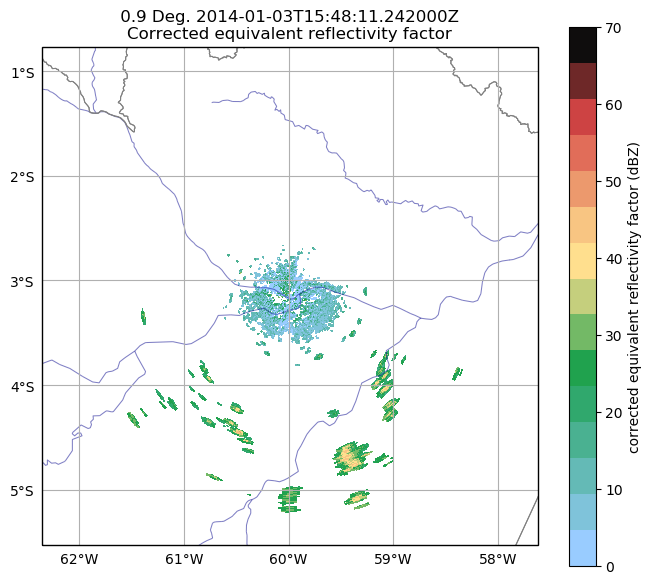 0.9 Deg. 2014-01-03T15:48:11.242000Z
Corrected equivalent reflectivity factor
1°S
2°S
3°S
4°S
5°S
62°W
61°W
60°W
59°W
58°W
70
60
50
40
30
20
10
0
corrected equivalent reflectivity factor (dBZ)